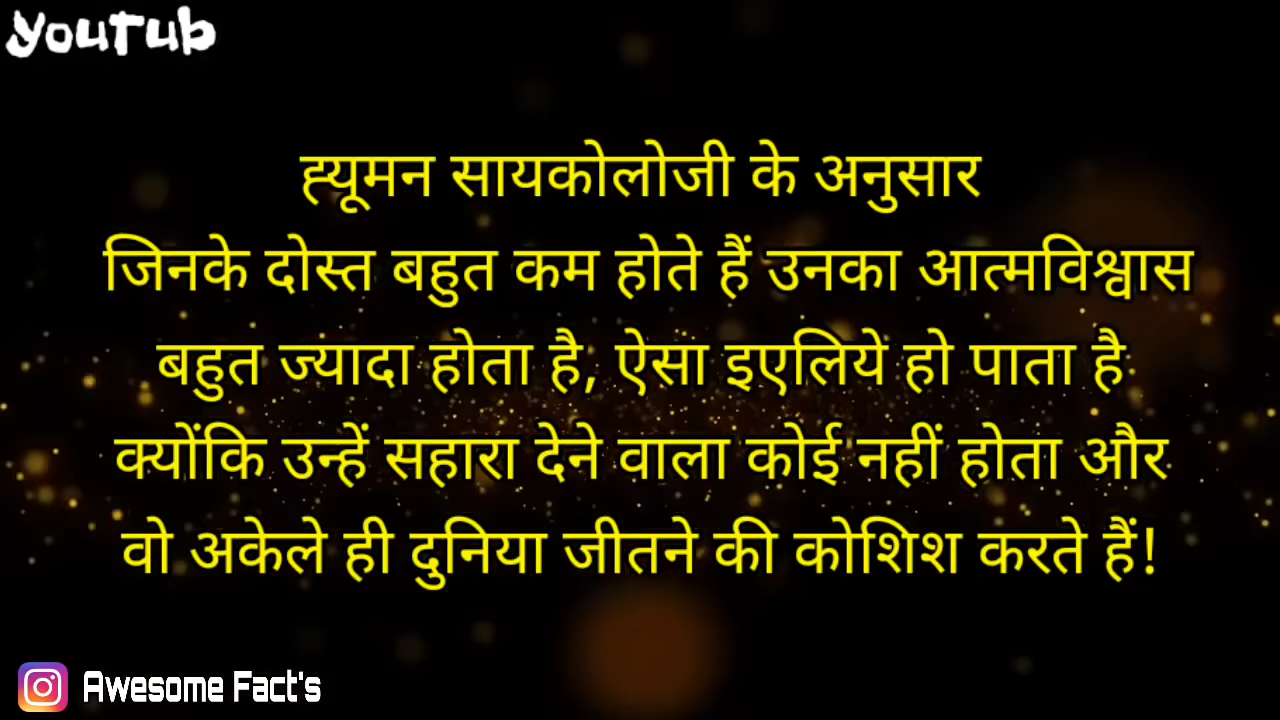 YouTub
ह्यूमन सायकोलोजी के अनुसार
जिनके दोस्त बहुत कम होते हैं उनका आत्मविश्वास
बहुत ज्यादा होता है, ऐसा इएलिये हो पाता है
क्योंकि उन्हें सहारा देने वाला कोई नहीं होता और
वो अकेले ही दुनिया जीतने की कोशिश करते हैं!
Awesome Fact's